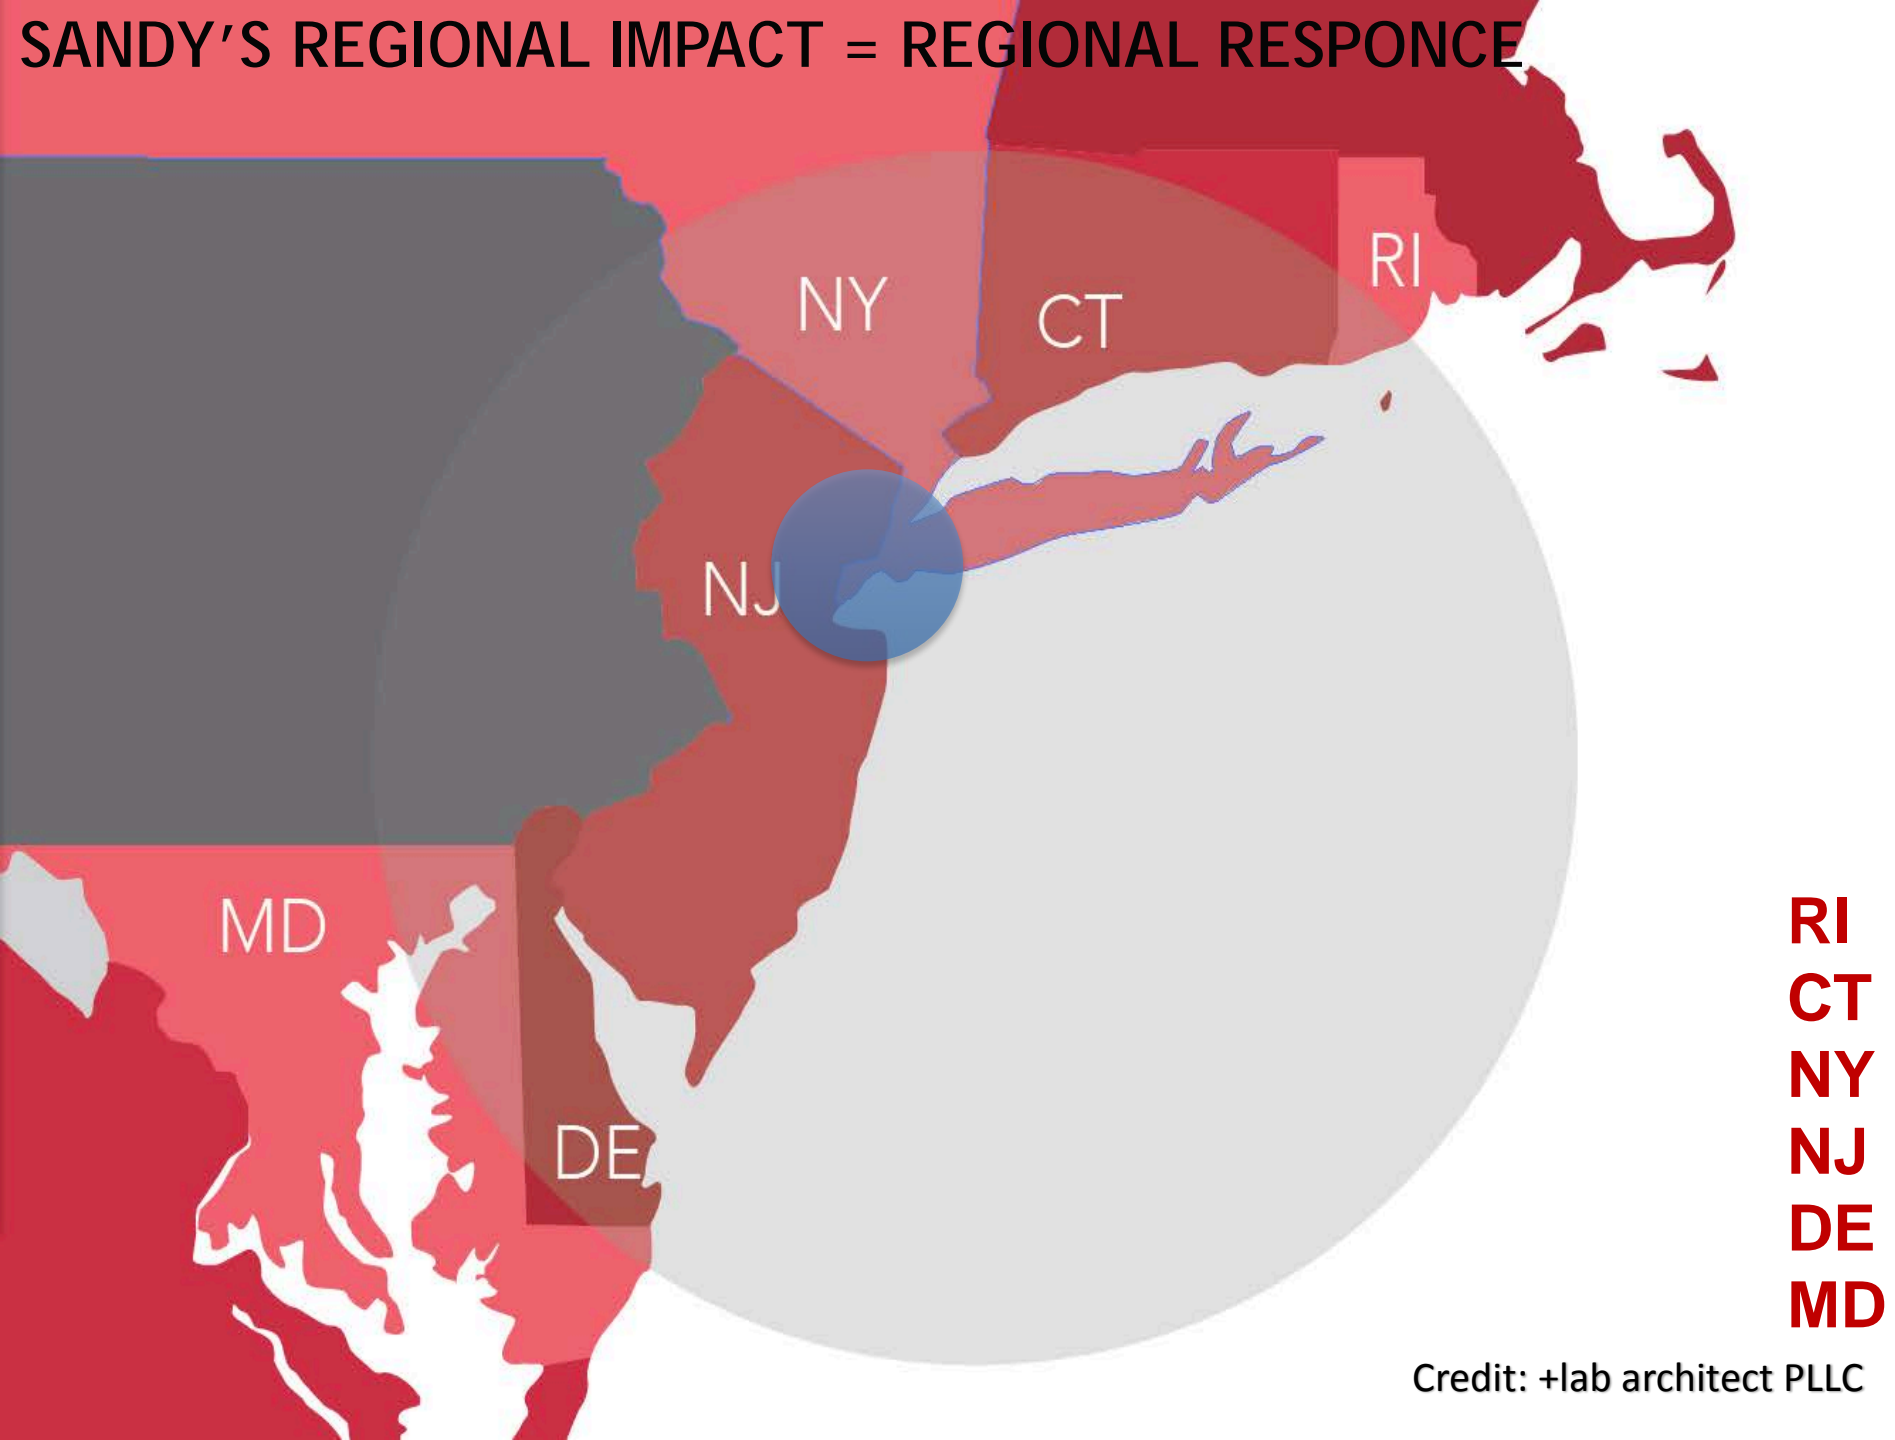 SANDY’S REGIONAL IMPACT = REGIONAL RESPONCE
NY
CT
RI
NJ
MD
DE
RI
CT
NY
NJ
DE
MD
Credit: +lab architect PLLC